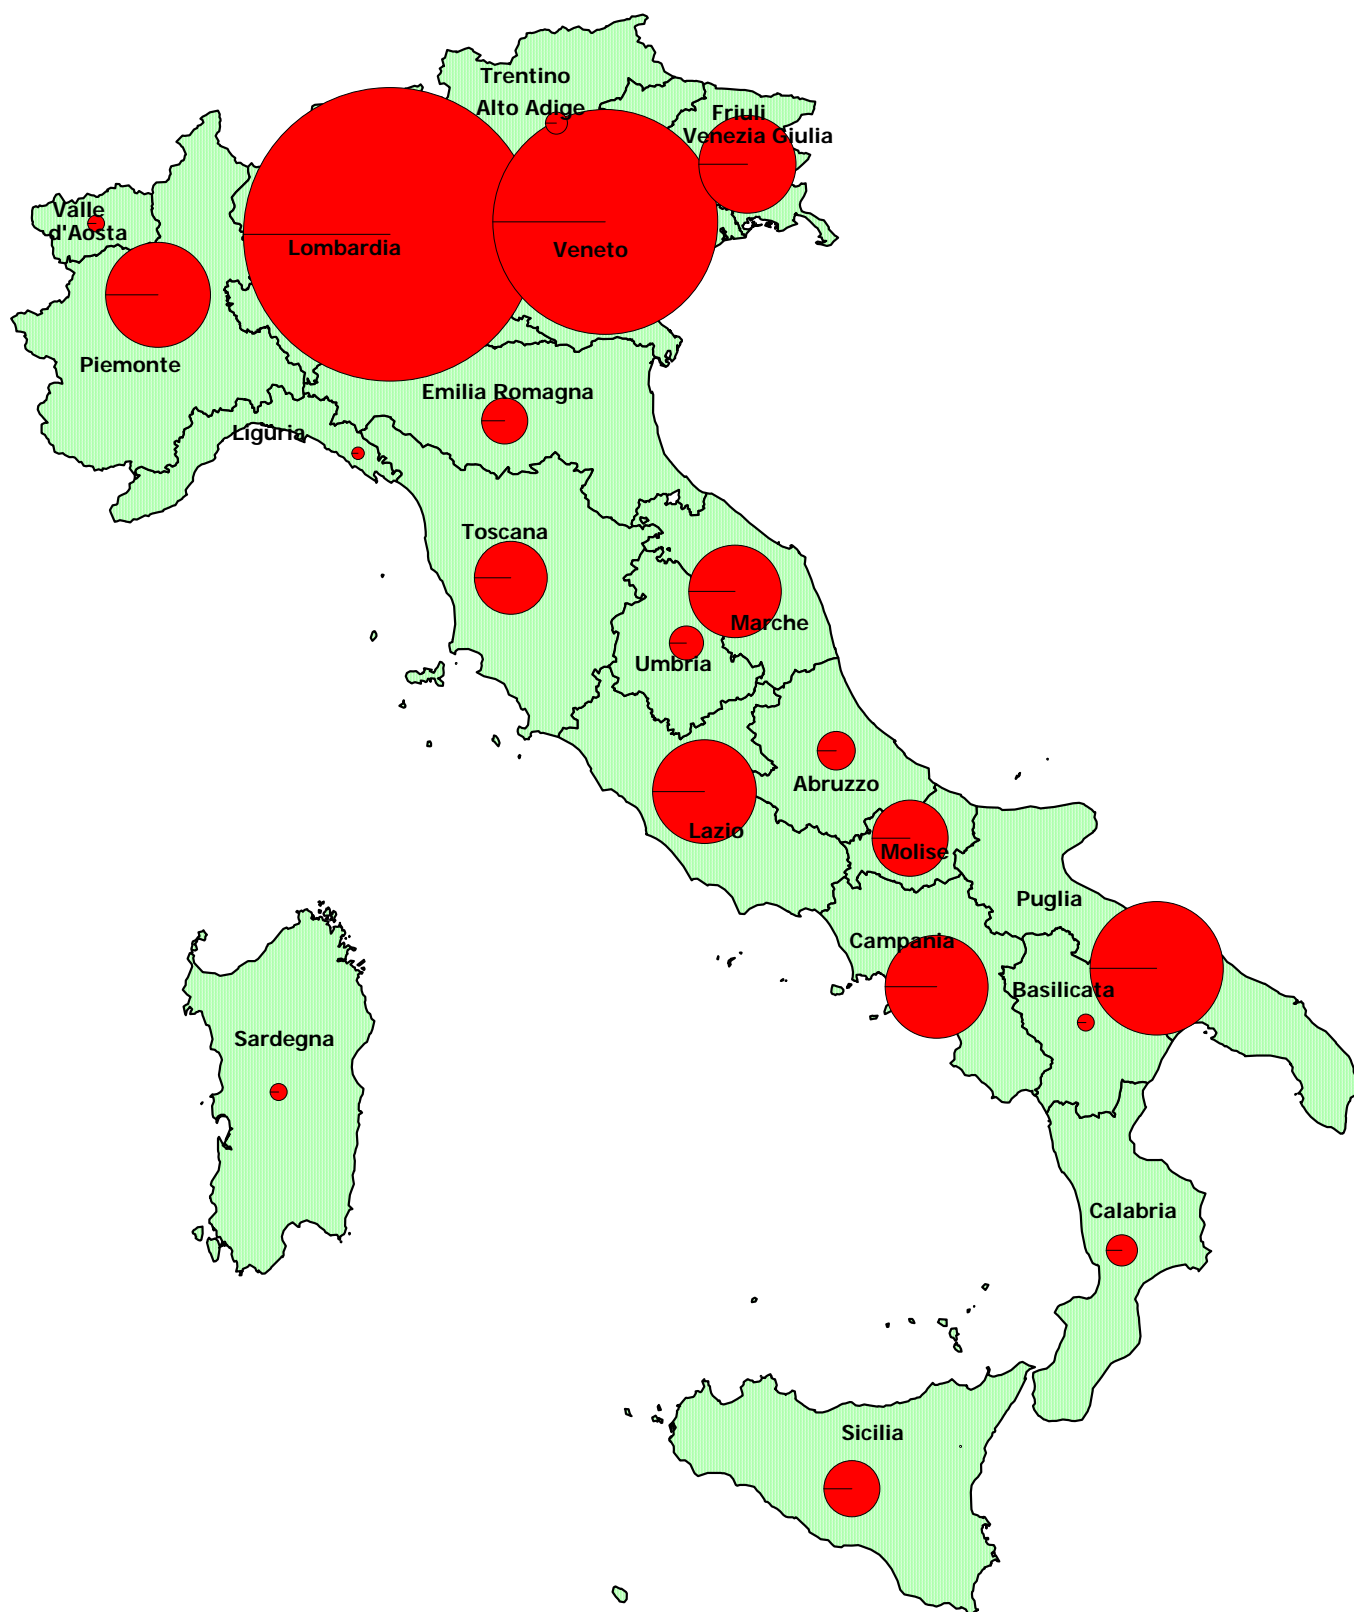 Trentino
Alto Adige
Friuli
Venezia Giulia
Valle
d'Aosta
Lombardia
Veneto
Piemonte
Emilia Romagna
Liguria
Toscana
Marche
Umbria
Abruzzo
Lazio
Molise
Puglia
Campania
Basilicata
Sardegna
Calabria
Sicilia